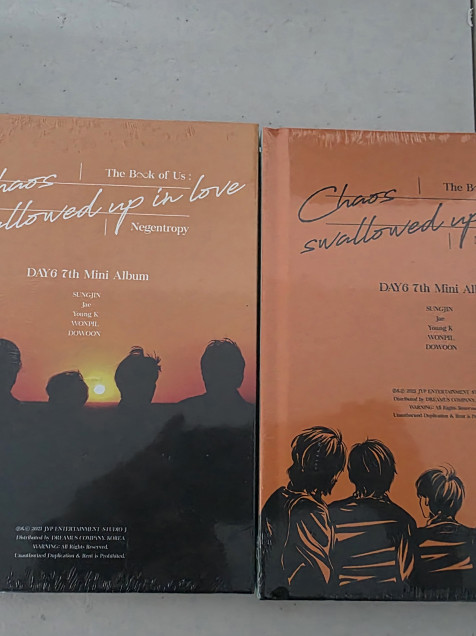 The Book of Us :
swallowed up in love
Negentropy
DAY6 7th Mini Album
SUNGJIN
Jae
Young K
WONPIL
DOWOON
℗&© 2021 JYP ENTERTAINMENT /STUDIO J
Distributed by DREAMUS COMPANY, KOREA
WARNING: All Rights Reserved.
Unauthorized Duplication & Rent is Prohibited.
Chaos
The
swallowed up
DAY6 7th Mini
SUNGJIN
Jae
Young K
WONPIL
DOWOON
℗&© 2021 JYP ENTERTAINMENT
Distributed by DREAMUS COMPANY,
WARNING: All Rights Reserved
Unauthorized Duplication & Rent is